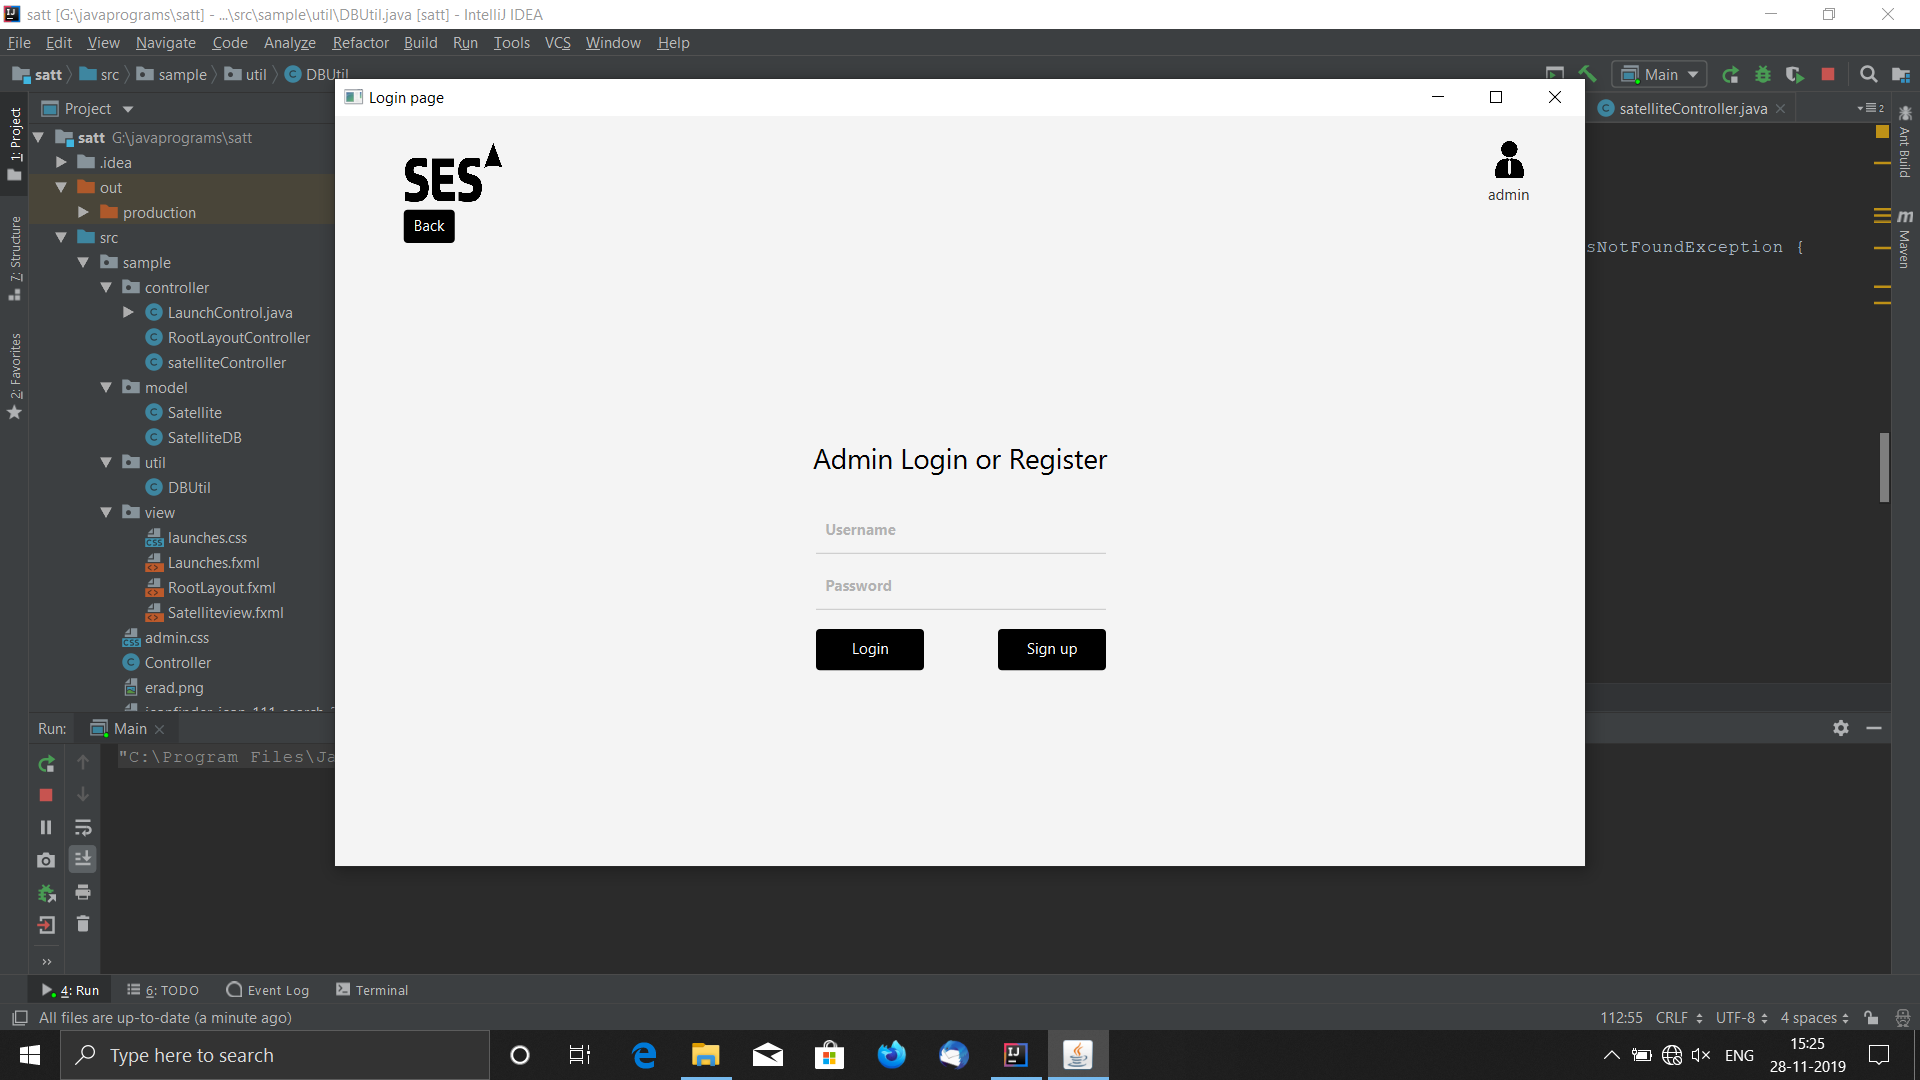 satt [G:\javaprograms\satt] - ...\src\sample\util\DBUtil.java [satt] - IntelliJ IDEA
File Edit View Navigate Code Analyze Refactor Build Run Tools VCS Window Help
satt src sample util C DBUtil
Main
Login page
Project
satelliteController.java
2
1: Project
7: Structure
2: Favorites
satt G:\javaprograms\satt
.idea
out
production
src
sample
controller
LaunchControl.java
RootLayoutController
satelliteController
model
Satellite
SatelliteDB
util
DBUtil
view
launches.css
Launches.fxml
RootLayout.fxml
Satelliteview.fxml
admin.css
Controller
erad.png
SES
Back
admin
Admin Login or Register
Username
Password
Login Sign up
sNotFoundException {
Ant Build
m Maven
Run: Main
"C:\Program Files\Ja
4: Run 6: TODO Event Log Terminal
All files are up-to-date (a minute ago)
112:55 CRLF UTF-8 4 spaces
Type here to search
ENG
15:25
28-11-2019